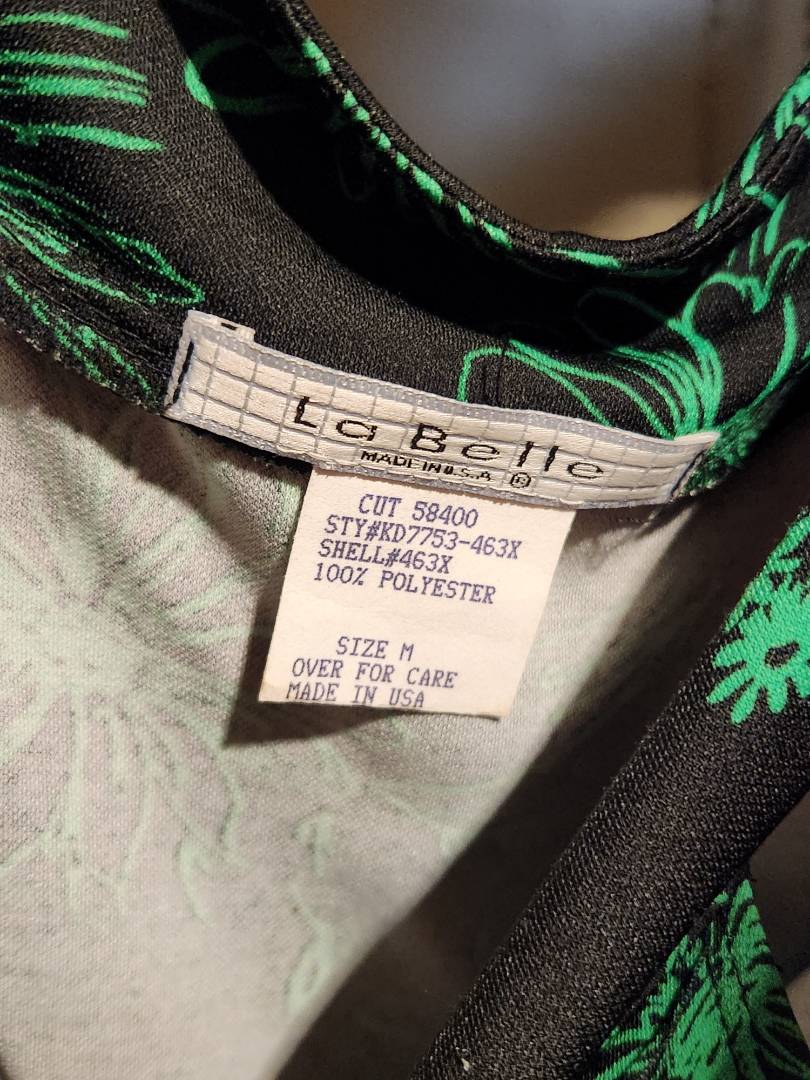 La Belle
MADE IN U.S.A ®
CUT 58400
STY#KD7753-463X
SHELL#463X
100% POLYESTER
SIZE M
OVER FOR CARE
MADE IN USA